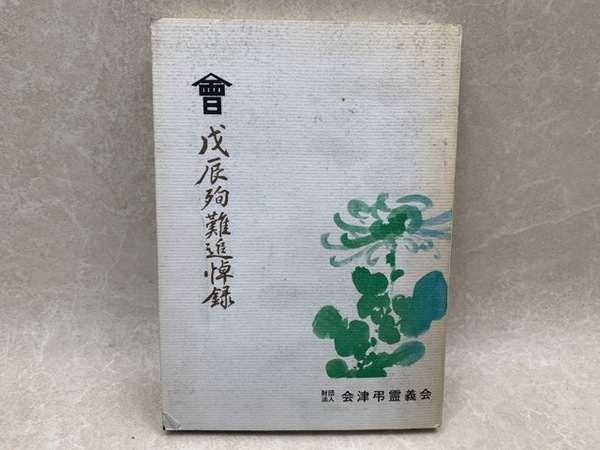 會
戊辰殉難追悼録
財団法人 会津弔霊義会